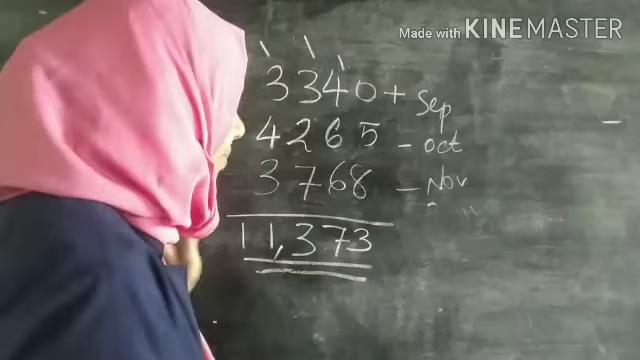 Made with KINEMASTER
3340 + Sep
4265 - oct
3768 - Nov
11,373